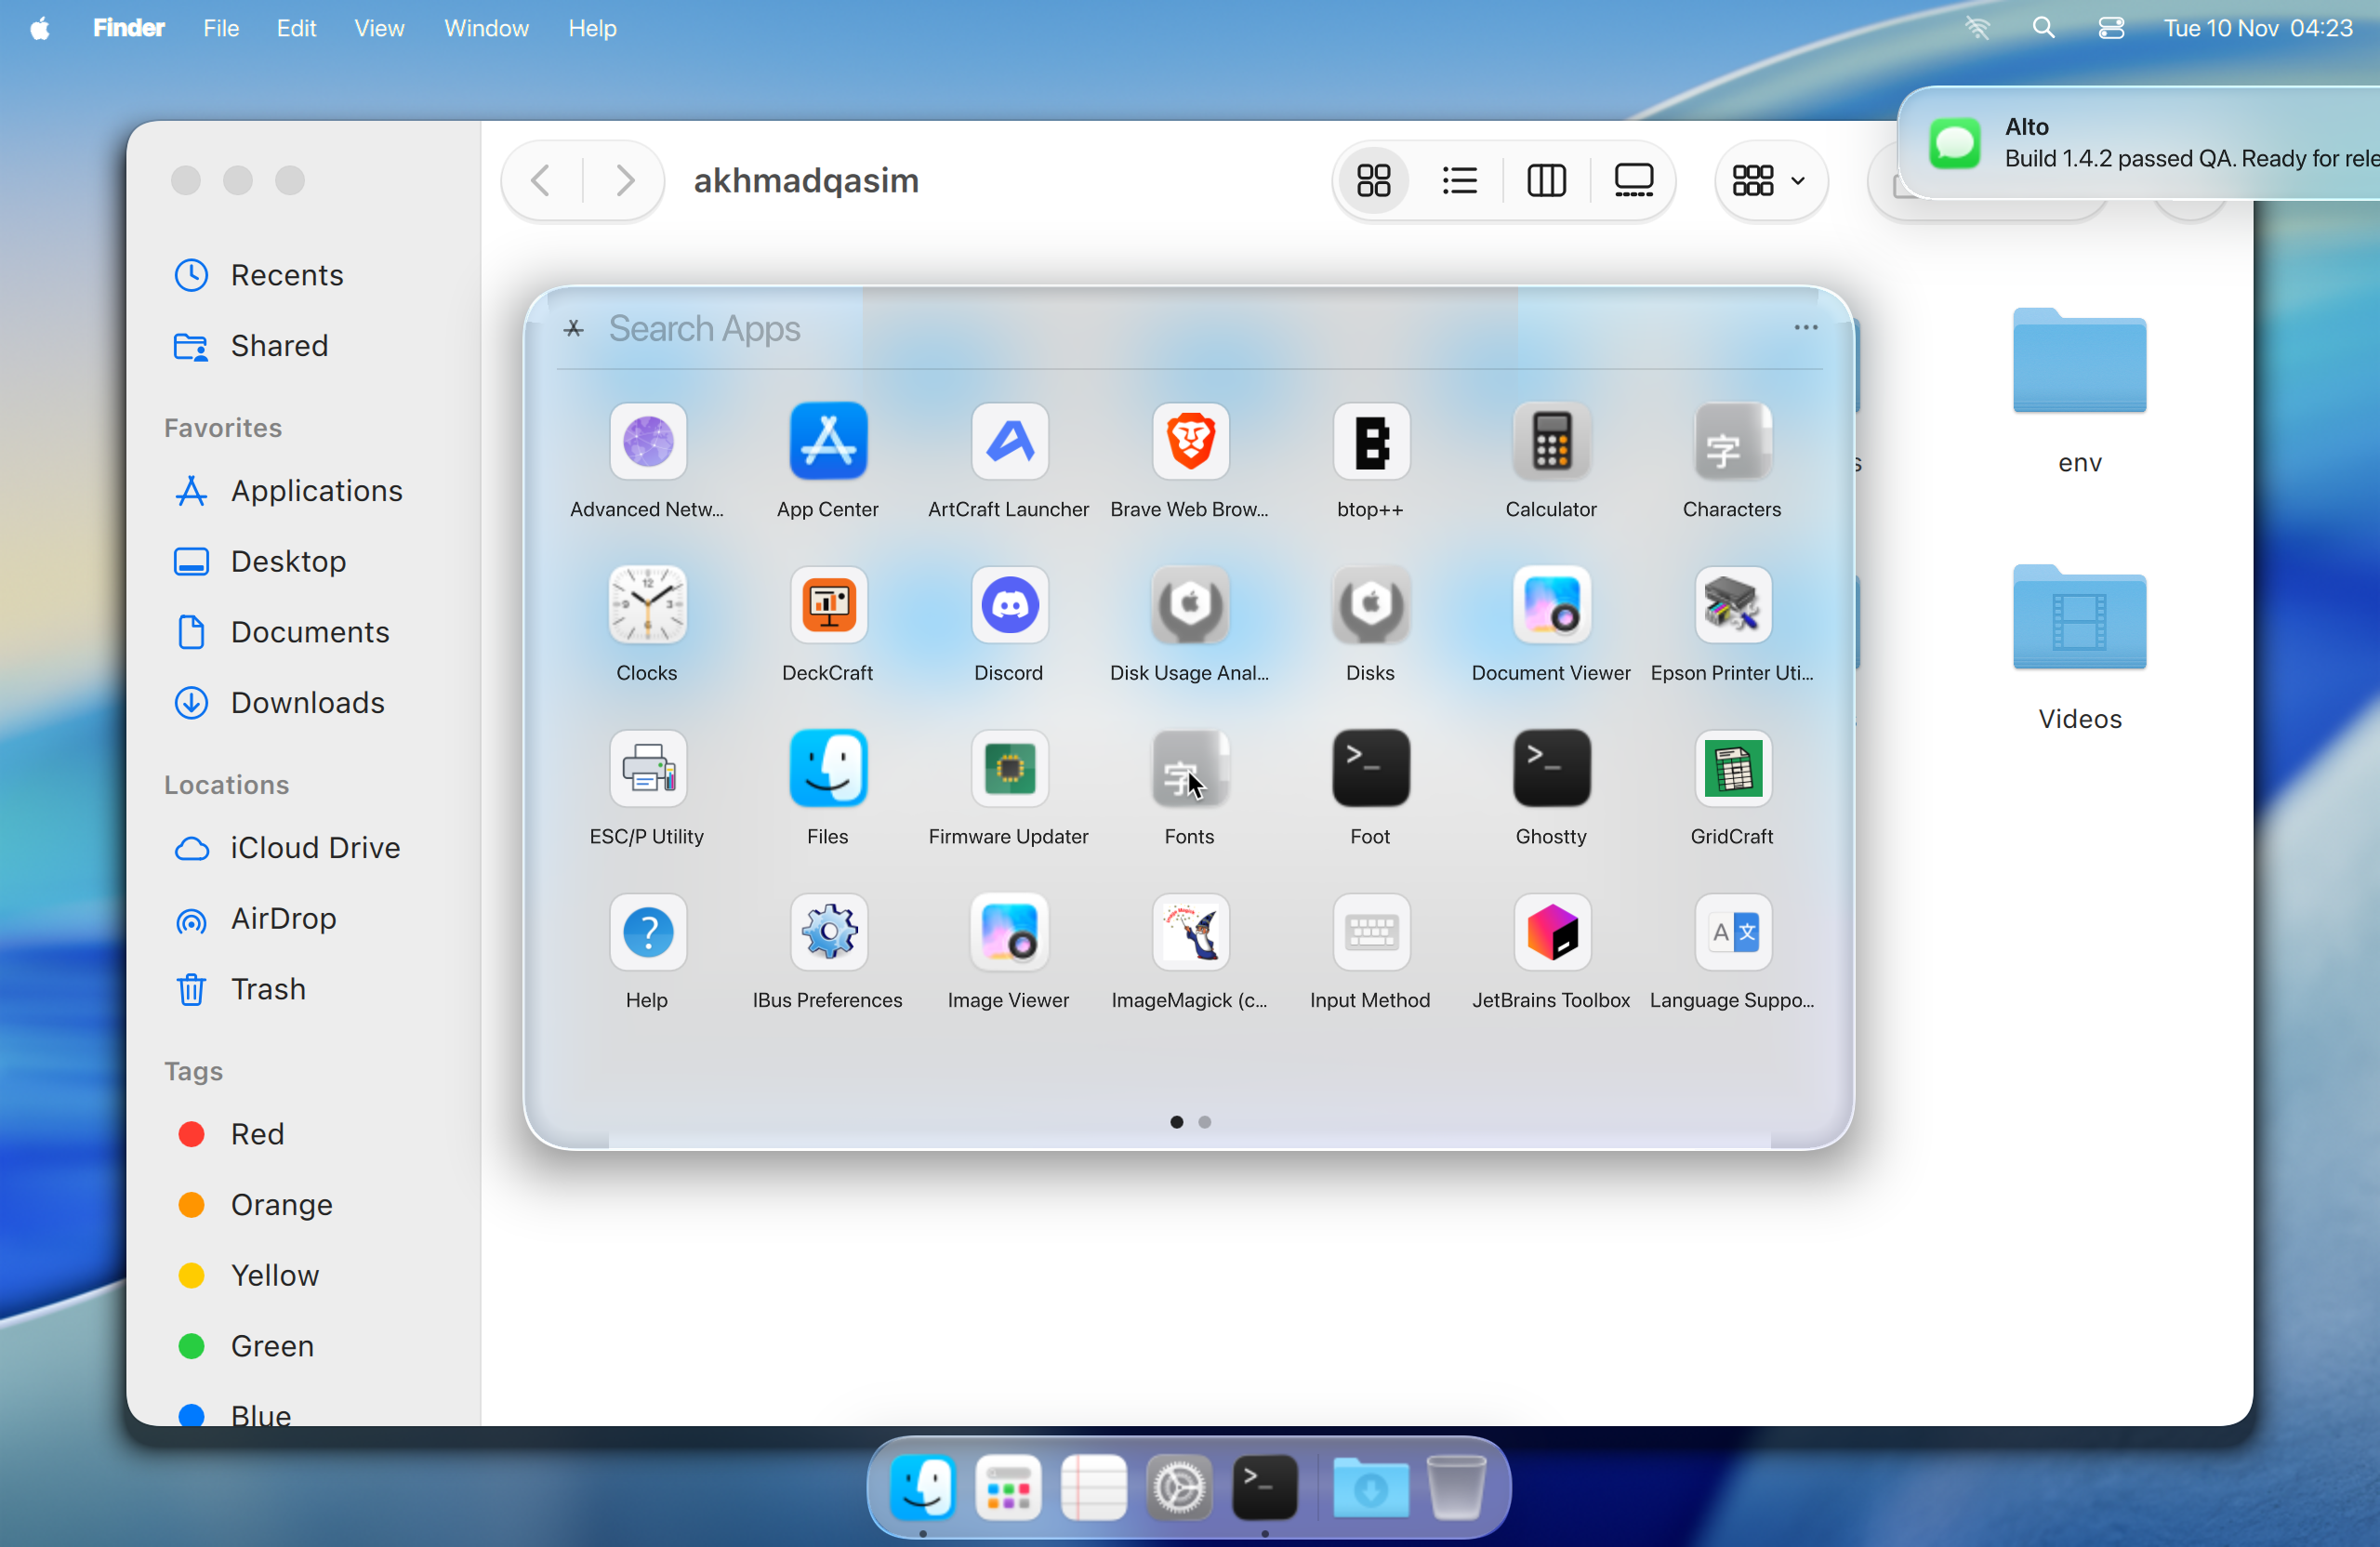 Finder File Edit View Window Help
Tue 10 Nov 04:23
Alto
Build 1.4.2 passed QA. Ready for rele
akhmadqasim
Recents
Shared
Favorites
Applications
Desktop
Documents
Downloads
Locations
iCloud Drive
AirDrop
Trash
Tags
Red
Orange
Yellow
Green
Blue
Search Apps
Advanced Netw... App Center ArtCraft Launcher Brave Web Brow... btop++ Calculator Characters
Clocks DeckCraft Discord Disk Usage Anal... Disks Document Viewer Epson Printer Uti...
ESC/P Utility Files Firmware Updater Fonts Foot Ghostty GridCraft
Help IBus Preferences Image Viewer ImageMagick (c... Input Method JetBrains Toolbox Language Suppo...
env
Videos